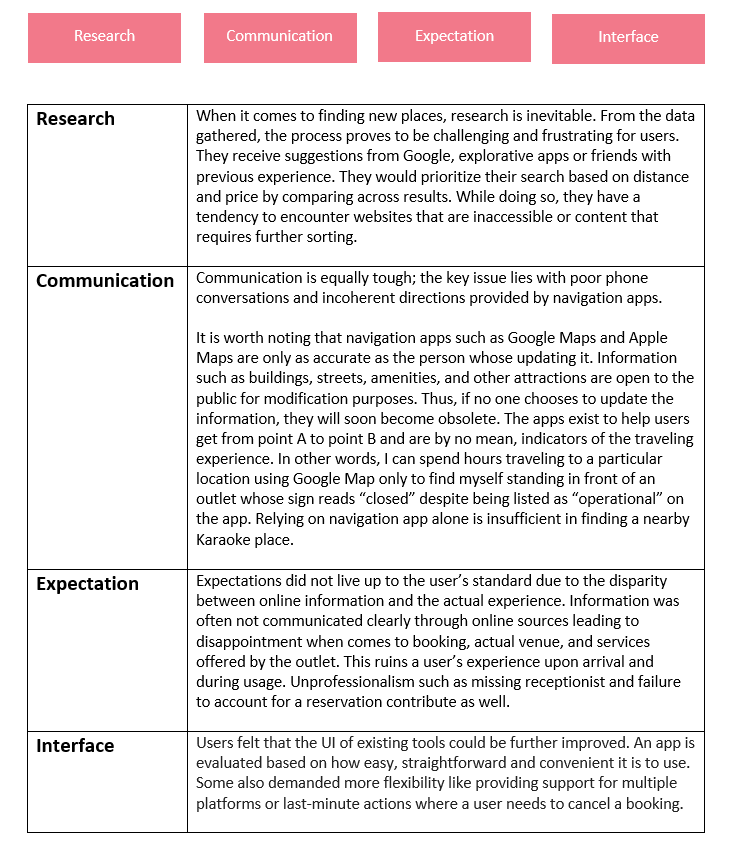 Research
Communication
Expectation
Interface
Research
When it comes to finding new places, research is inevitable. From the data
gathered, the process proves to be challenging and frustrating for users.
They receive suggestions from Google, explorative apps or friends with
previous experience. They would prioritize their search based on distance
and price by comparing across results. While doing so, they have a
tendency to encounter websites that are inaccessible or content that
requires further sorting.
Communication
Communication is equally tough; the key issue lies with poor phone
conversations and incoherent directions provided by navigation apps.
It is worth noting that navigation apps such as Google Maps and Apple
Maps are only as accurate as the person whose updating it. Information
such as buildings, streets, amenities, and other attractions are open to the
public for modification purposes. Thus, if no one chooses to update the
information, they will soon become obsolete. The apps exist to help users
get from point A to point B and are by no mean, indicators of the traveling
experience. In other words, I can spend hours traveling to a particular
location using Google Map only to find myself standing in front of an
outlet whose sign reads “closed” despite being listed as “operational” on
the app. Relying on navigation app alone is insufficient in finding a nearby
Karaoke place.
Expectation
Expectations did not live up to the user’s standard due to the disparity
between online information and the actual experience. Information was
often not communicated clearly through online sources leading to
disappointment when comes to booking, actual venue, and services
offered by the outlet. This ruins a user’s experience upon arrival and
during usage. Unprofessionalism such as missing receptionist and failure
to account for a reservation contribute as well.
Interface
Users felt that the UI of existing tools could be further improved. An app is
evaluated based on how easy, straightforward and convenient it is to use.
Some also demanded more flexibility like providing support for multiple
platforms or last-minute actions where a user needs to cancel a booking.